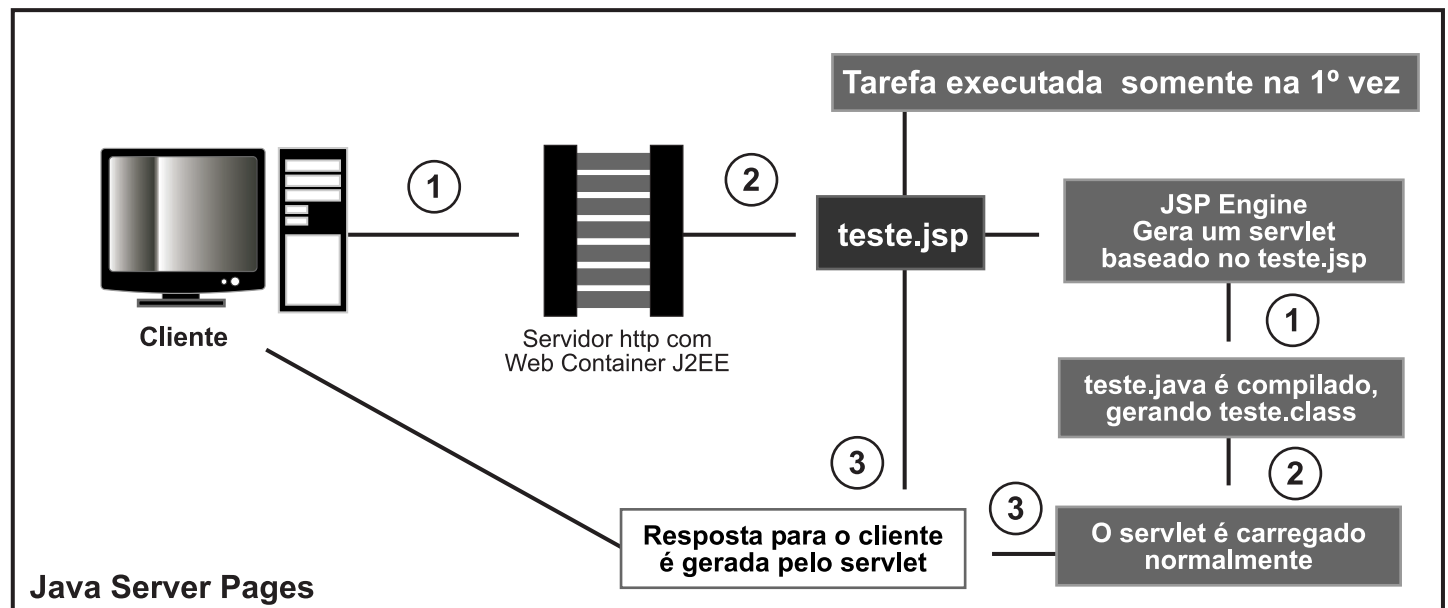 Tarefa executada somente na 1º vez
1
2
teste.jsp
JSP Engine
Gera um servlet
baseado no teste.jsp
Cliente
Servidor http com
Web Container J2EE
1
teste.java é compilado,
gerando teste.class
3
2
3
Resposta para o cliente
é gerada pelo servlet
O servlet é carregado
normalmente
Java Server Pages